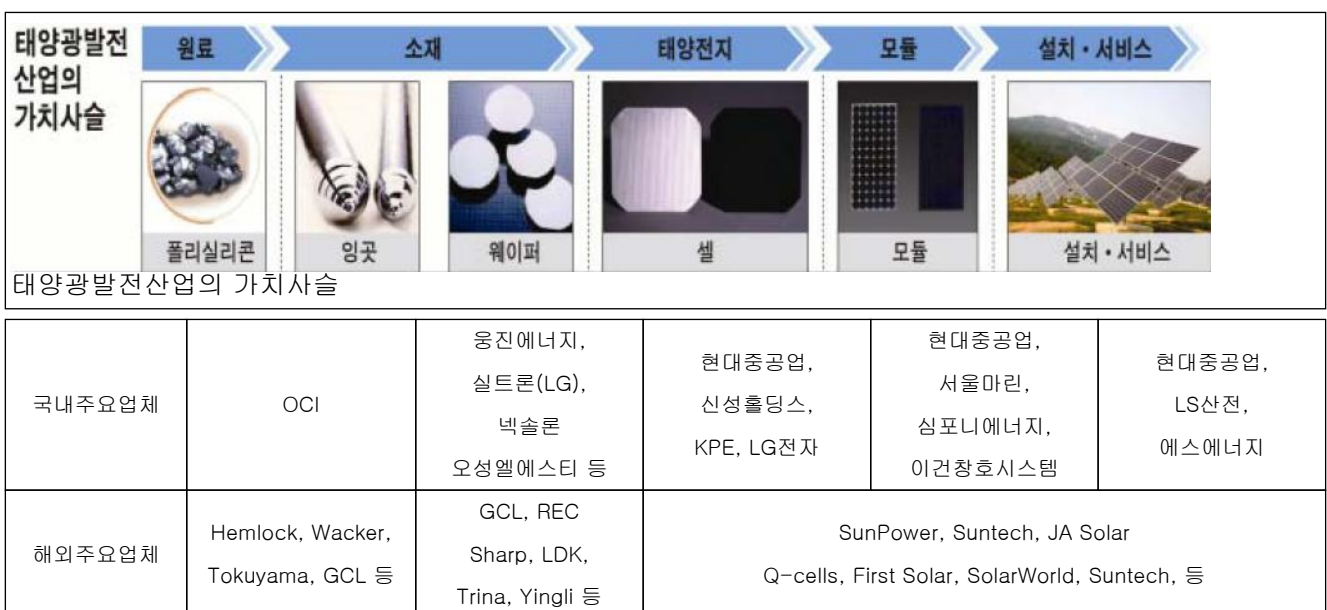 태양광발전
산업의
가치사슬
원료
소재
태양전지
모듈
설치・서비스
폴리실리콘
잉곳
웨이퍼
셀
모듈
설치・서비스
태양광발전산업의 가치사슬
국내주요업체
OCI
웅진에너지,
실트론(LG),
넥솔론
오성엘에스티 등
현대중공업,
신성홀딩스,
KPE, LG전자
현대중공업,
서울마린,
심포니에너지,
이건창호시스템
현대중공업,
LS산전,
에스에너지
해외주요업체
Hemlock, Wacker,
Tokuyama, GCL 등
GCL, REC
Sharp, LDK,
Trina, Yingli 등
SunPower, Suntech, JA Solar
Q-cells, First Solar, SolarWorld, Suntech, 등